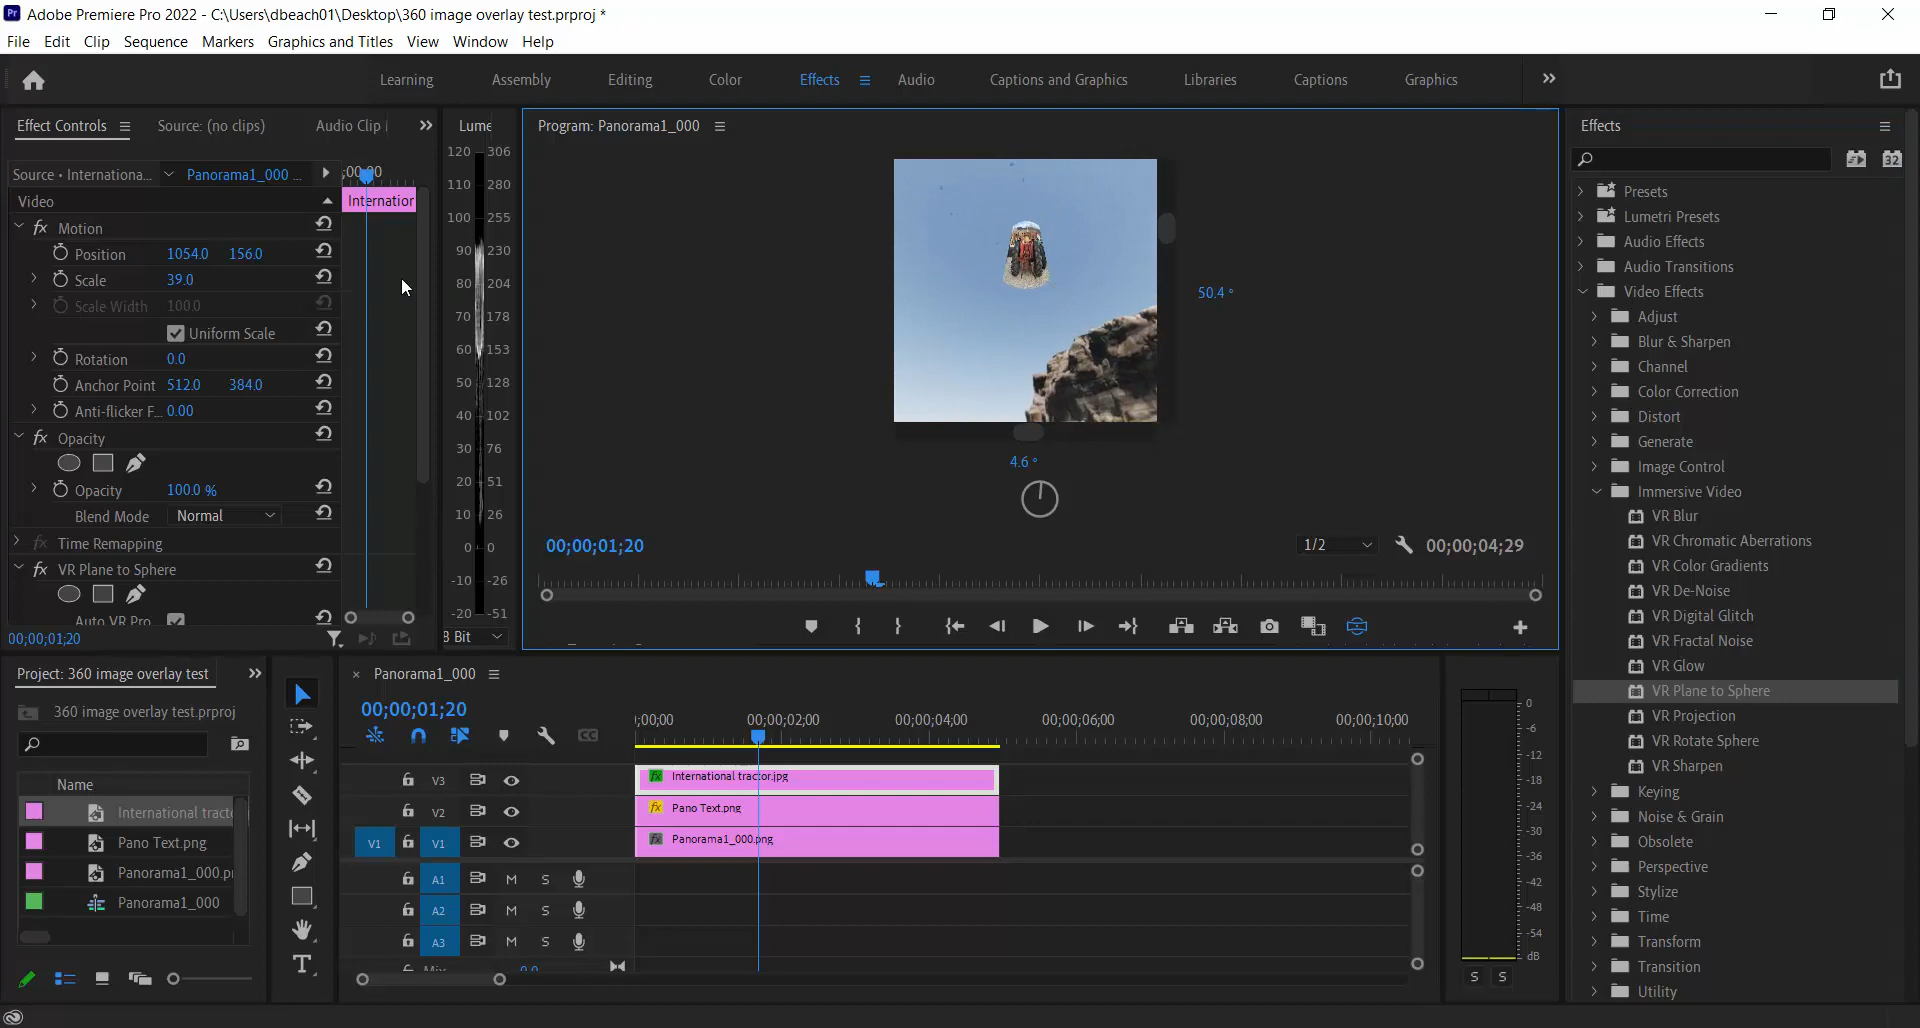 Adobe Premiere Pro 2022 - C:\Users\dbeach01\Desktop\360 image overlay test.prproj *
File Edit Clip Sequence Markers Graphics and Titles View Window Help
Learning Assembly Editing Color Effects Audio Captions and Graphics Libraries Captions Graphics
Effect Controls Source: (no clips) Audio Clip
Source • Internationa... Panorama1_000 ... ;00;00
Video Internation
Motion
Position 1054.0 156.0
Scale 39.0
Scale Width 100.0
Uniform Scale
Rotation 0.0
Anchor Point 512.0 384.0
Anti-flicker F... 0.00
Opacity
Opacity 100.0 %
Blend Mode Normal
Time Remapping
VR Plane to Sphere
Auto VR Pro
00;00;01;20
Lume
120 306
110 280
100 255
90 230
80 204
70 178
60 153
50 128
40 102
30 76
20 51
10 26
0 0
-10 -26
-20 -51
8 Bit
Program: Panorama1_000
50.4 °
4.6 °
00;00;01;20 1/2 00;00;04;29
Effects
32
Presets
Lumetri Presets
Audio Effects
Audio Transitions
Video Effects
Adjust
Blur & Sharpen
Channel
Color Correction
Distort
Generate
Image Control
Immersive Video
VR Blur
VR Chromatic Aberrations
VR Color Gradients
VR De-Noise
VR Digital Glitch
VR Fractal Noise
VR Glow
VR Plane to Sphere
VR Projection
VR Rotate Sphere
VR Sharpen
Keying
Noise & Grain
Obsolete
Perspective
Stylize
Time
Transform
Transition
Utility
Project: 360 image overlay test
360 image overlay test.prproj
Name
International tracto
Pano Text.png
Panorama1_000.p
Panorama1_000
Panorama1_000
00;00;01;20
;00;00 00;00;02;00 00;00;04;00 00;00;06;00 00;00;08;00 00;00;10;00
V3 fx International tractor.jpg
V2 fx Pano Text.png
V1 V1 fx Panorama1_000.png
A1 M S
A2 M S
A3 M S
Mix 0.0
0
-6
-12
-18
-24
-30
-36
-42
-48
-54
dB
S S